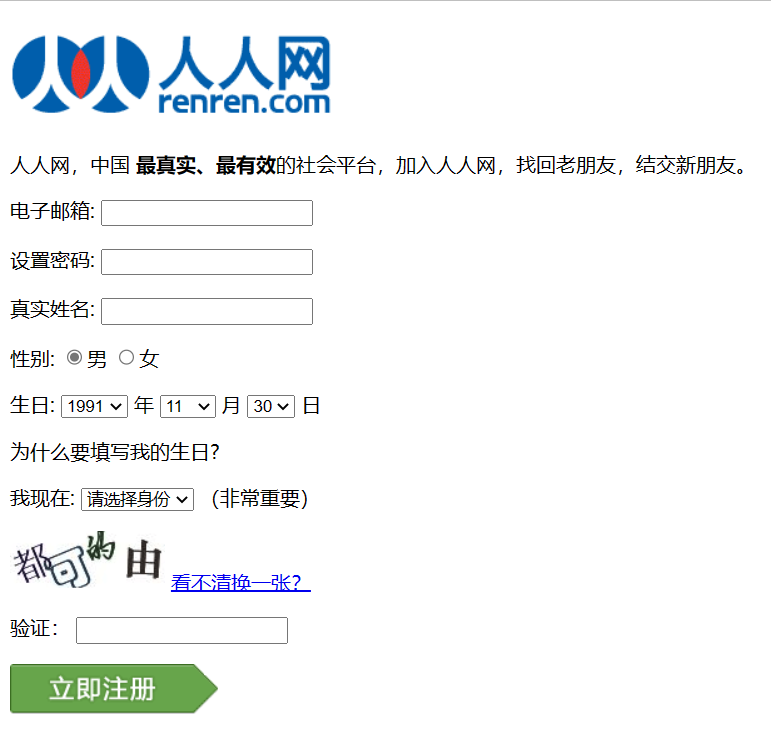 人人网
renren.com
人人网，中国 最真实、最有效的社会平台，加入人人网，找回老朋友，结交新朋友。
电子邮箱:
设置密码:
真实姓名:
性别: 男 女
生日: 1991 年 11 月 30 日
为什么要填写我的生日?
我现在: 请选择身份 （非常重要）
都可的由 看不清换一张？
验证：
立即注册